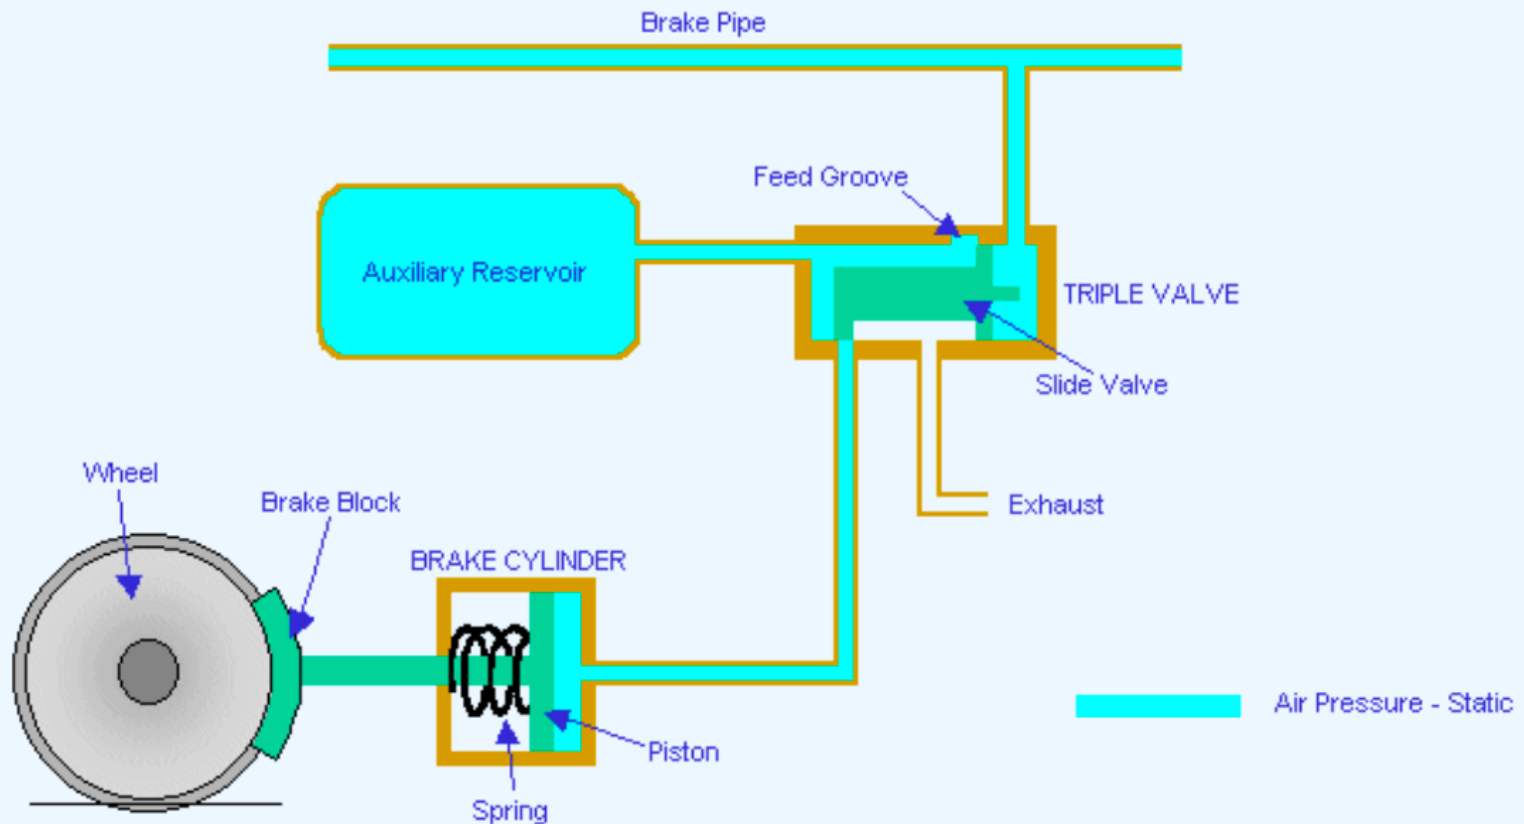 Brake Pipe
Feed Groove
Auxiliary Reservoir
TRIPLE VALVE
Slide Valve
Wheel
Brake Block
Exhaust
BRAKE CYLINDER
Air Pressure - Static
Piston
Spring